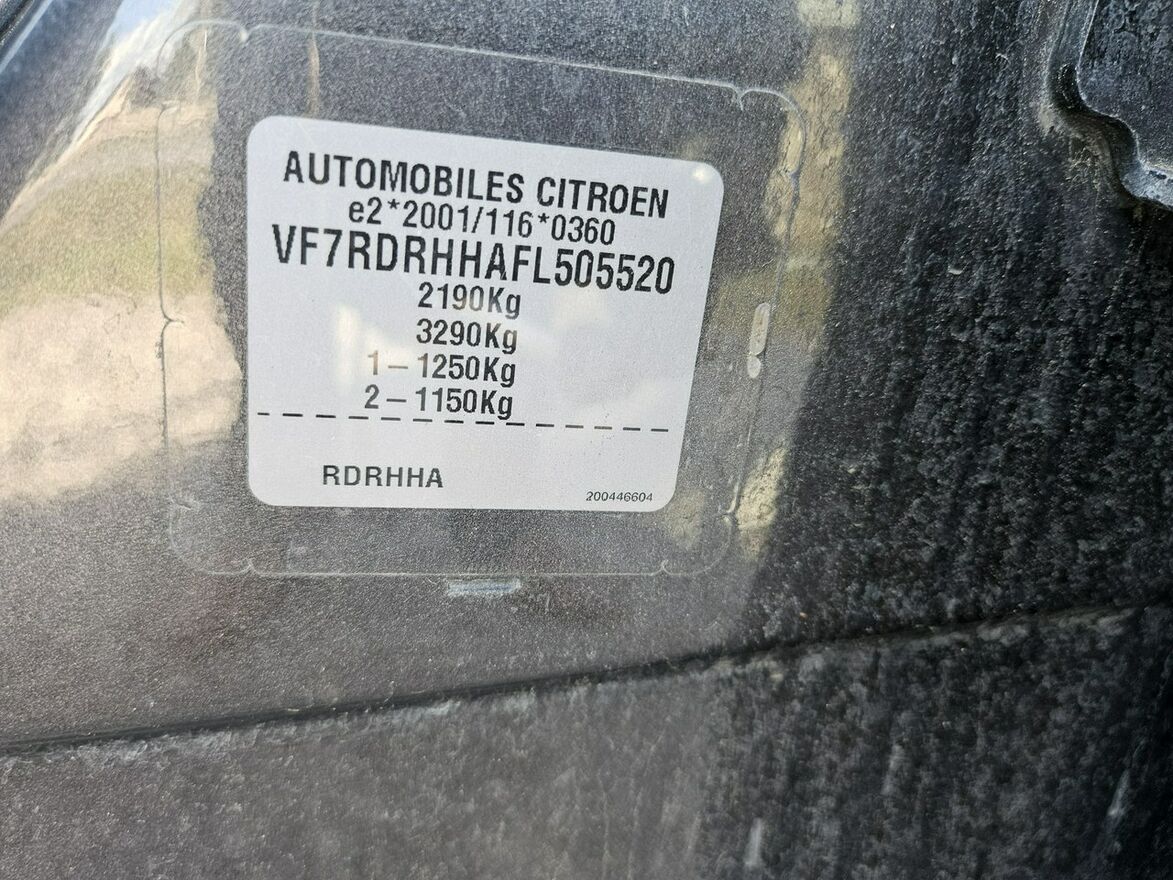 AUTOMOBILES CITROEN
e2*2001/116*0360
VF7RDRHHAFL505520
2190Kg
3290Kg
1-1250Kg
2-1150Kg
RDRHHA
200446604